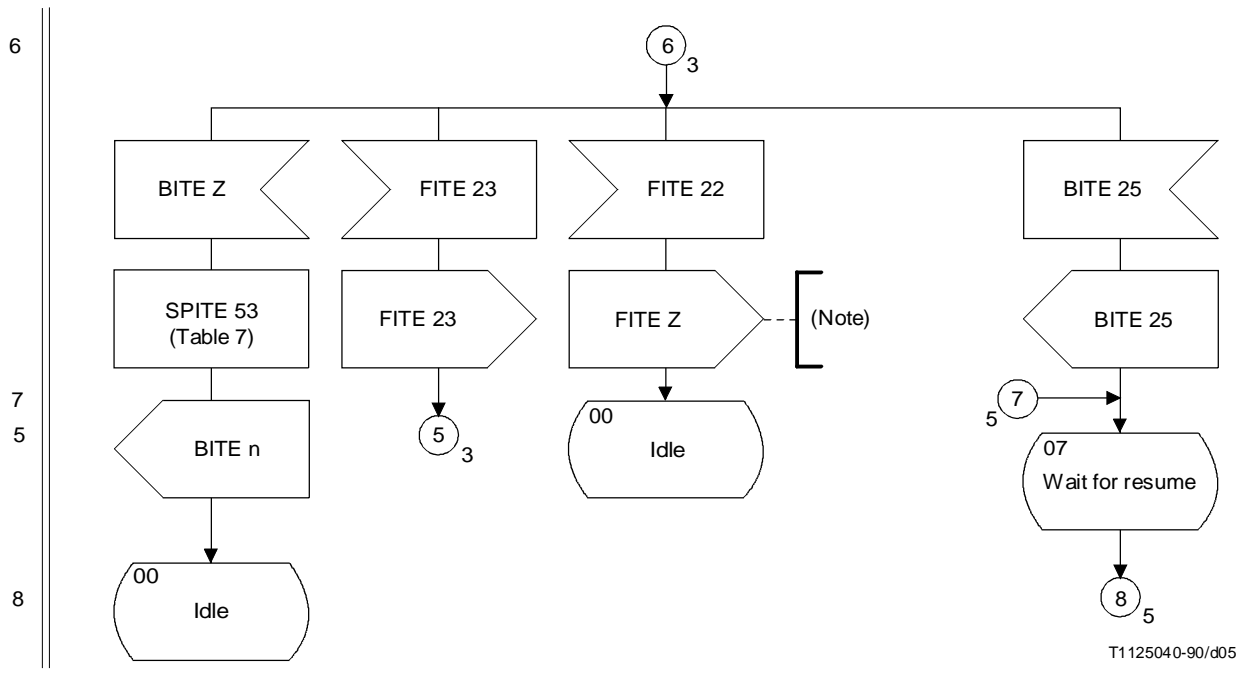 6
6
3
BITE Z
FITE 23
FITE 22
BITE 25
SPITE 53
(Table 7)
FITE 23
FITE Z
(Note)
BITE 25
7
7
5
5
BITE n
5
3
00
Idle
07
Wait for resume
00
Idle
8
8
5
T1125040-90/d05